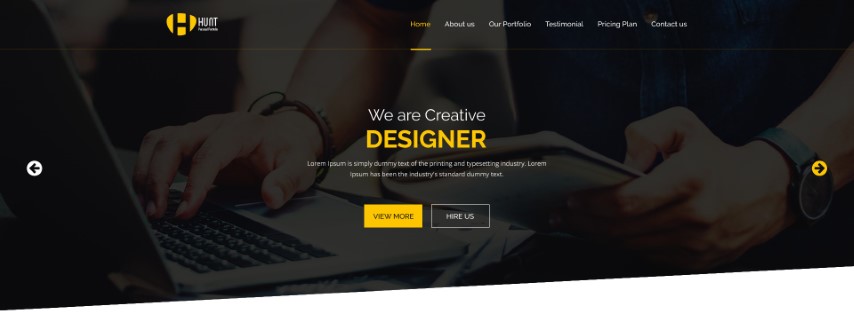 HUNT
Personal Portfolio
Home About us Our Portfolio Testimonial Pricing Plan Contact us
We are Creative
DESIGNER
Lorem Ipsum is simply dummy text of the printing and typesetting industry. Lorem
Ipsum has been the industry's standard dummy text.
VIEW MORE HIRE US